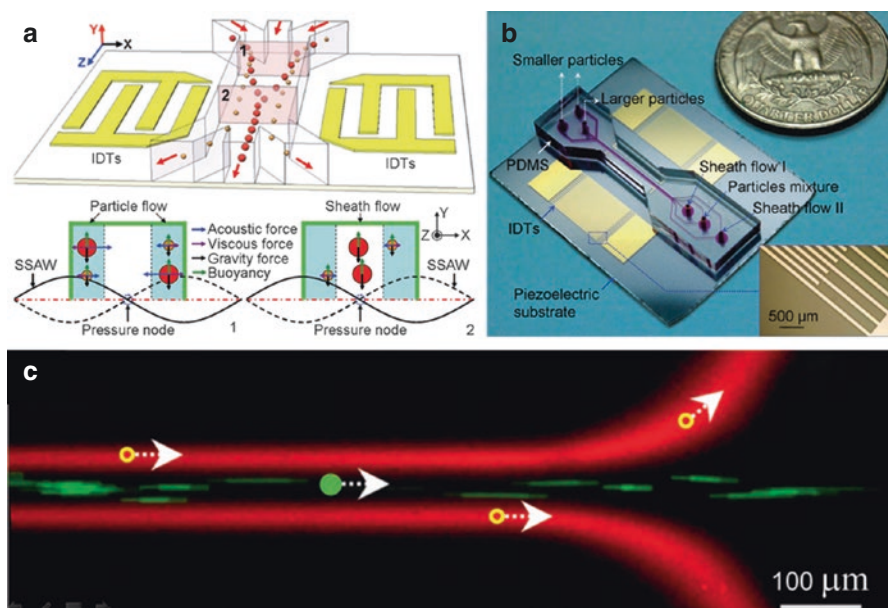 a
Y
X
Z
1
2
IDTs
IDTs
Particle flow
Acoustic force
Viscous force
Gravity force
Buoyancy
SSAW
Pressure node
1
Sheath flow
Y
Z
X
SSAW
Pressure node
2
b
Smaller particles
Larger particles
PDMS
Sheath flow I
Particles mixture
Sheath flow II
IDTs
Piezoelectric
substrate
500 µm
QUARTER DOLLAR
c
100 µm